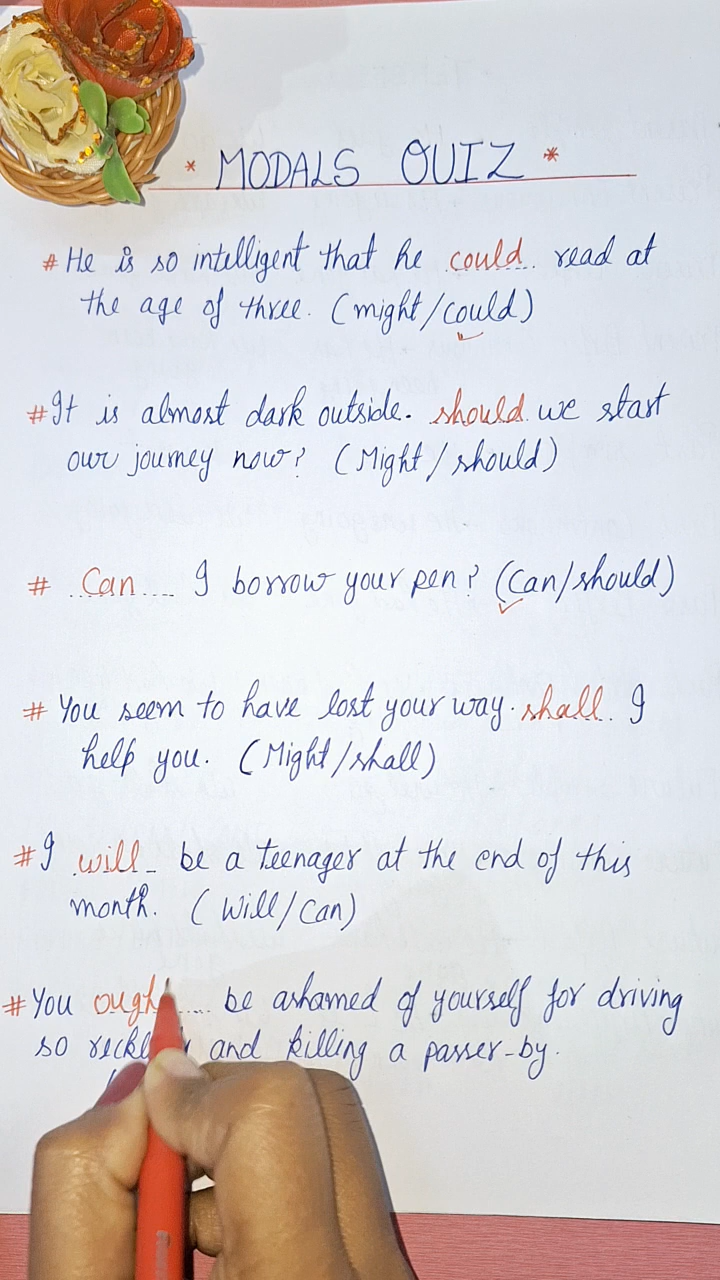 * MODALS QUIZ *
# He is so intelligent that he could read at
the age of three. (might/could)
# It is almost dark outside. should we start
our journey now? (Might/should)
# Can I borrow your pen? (Can/should)
# You seem to have lost your way. shall I
help you. (Might/shall)
# I will be a teenager at the end of this
month. (Will/Can)
# You ough be ashamed of yourself for driving
so and killing a passer-by.